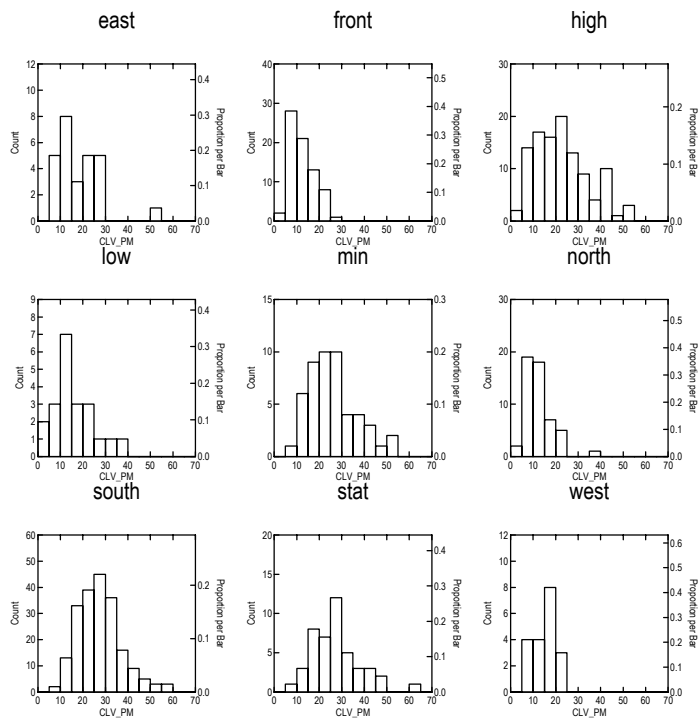 east
12
10
8
6
4
2
0
Count
0.4
0.3
0.2
0.1
0.0
Proportion per Bar
0 10 20 30 40 50 60 70
CLV_PM
front
40
30
20
10
0
Count
0.5
0.4
0.3
0.2
0.1
0.0
Proportion per Bar
0 10 20 30 40 50 60 70
CLV_PM
high
30
20
10
0
Count
0.2
0.1
0.0
Proportion per Bar
0 10 20 30 40 50 60 70
CLV_PM
low
9
8
7
6
5
4
3
2
1
0
Count
0.4
0.3
0.2
0.1
0.0
Proportion per Bar
0 10 20 30 40 50 60 70
CLV_PM
min
15
10
5
0
Count
0.3
0.2
0.1
0.0
Proportion per Bar
0 10 20 30 40 50 60 70
CLV_PM
north
30
20
10
0
Count
0.5
0.4
0.3
0.2
0.1
0.0
Proportion per Bar
0 10 20 30 40 50 60 70
CLV_PM
south
60
50
40
30
20
10
0
Count
0.2
0.1
0.0
Proportion per Bar
0 10 20 30 40 50 60 70
CLV_PM
stat
20
15
10
5
0
Count
0.4
0.3
0.2
0.1
0.0
Proportion per Bar
0 10 20 30 40 50 60 70
CLV_PM
west
12
10
8
6
4
2
0
Count
0.6
0.5
0.4
0.3
0.2
0.1
0.0
Proportion per Bar
0 10 20 30 40 50 60 70
CLV_PM